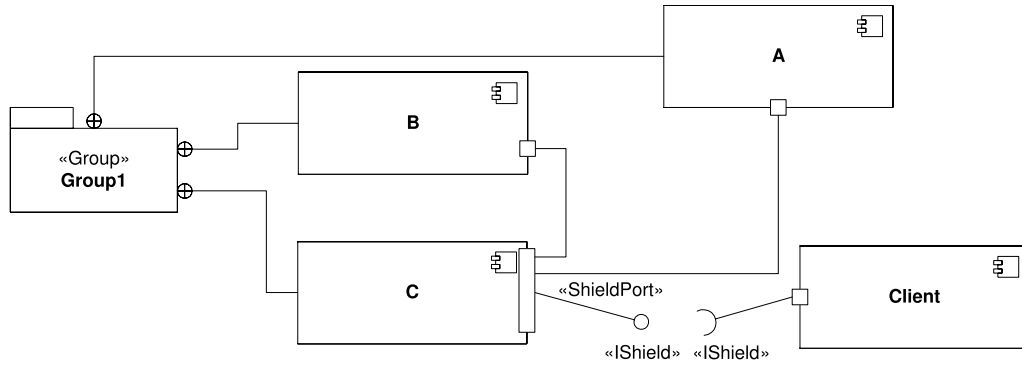 A
B
«Group»
Group1
C
«ShieldPort»
Client
«IShield» «IShield»